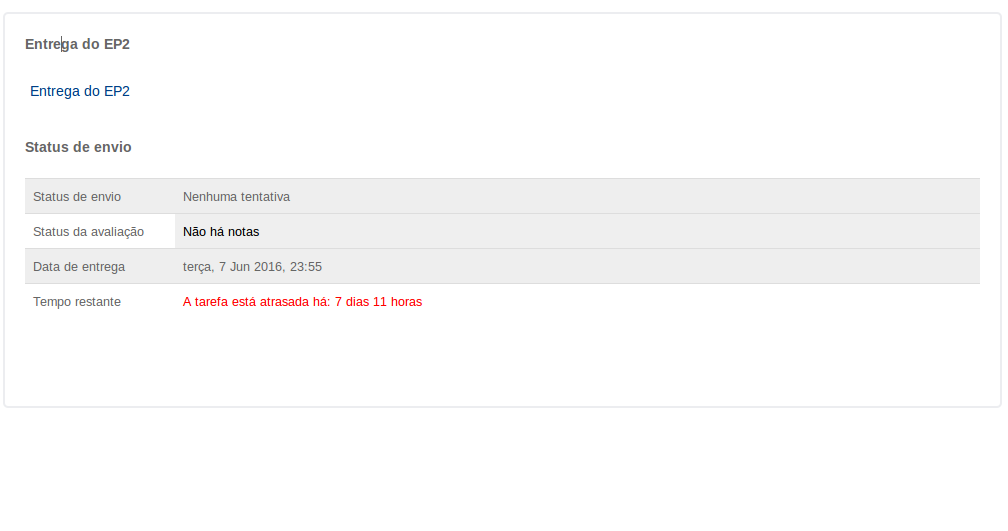 Entrega do EP2
Entrega do EP2
Status de envio
Status de envio Nenhuma tentativa
Status da avaliação Não há notas
Data de entrega terça, 7 Jun 2016, 23:55
Tempo restante A tarefa está atrasada há: 7 dias 11 horas